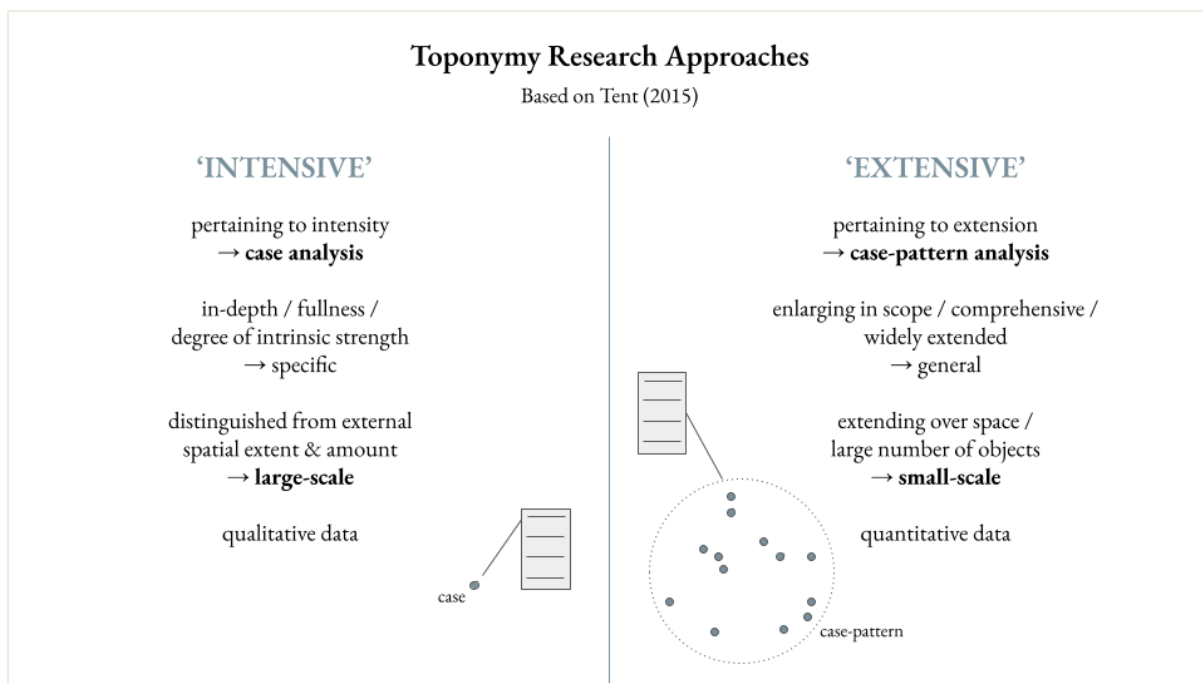 Toponymy Research Approaches
Based on Tent (2015)
‘INTENSIVE’
pertaining to intensity
→ case analysis
in-depth / fullness /
degree of intrinsic strength
→ specific
distinguished from external
spatial extent & amount
→ large-scale
qualitative data
case
‘EXTENSIVE’
pertaining to extension
→ case-pattern analysis
enlarging in scope / comprehensive /
widely extended
→ general
extending over space /
large number of objects
→ small-scale
quantitative data
case-pattern